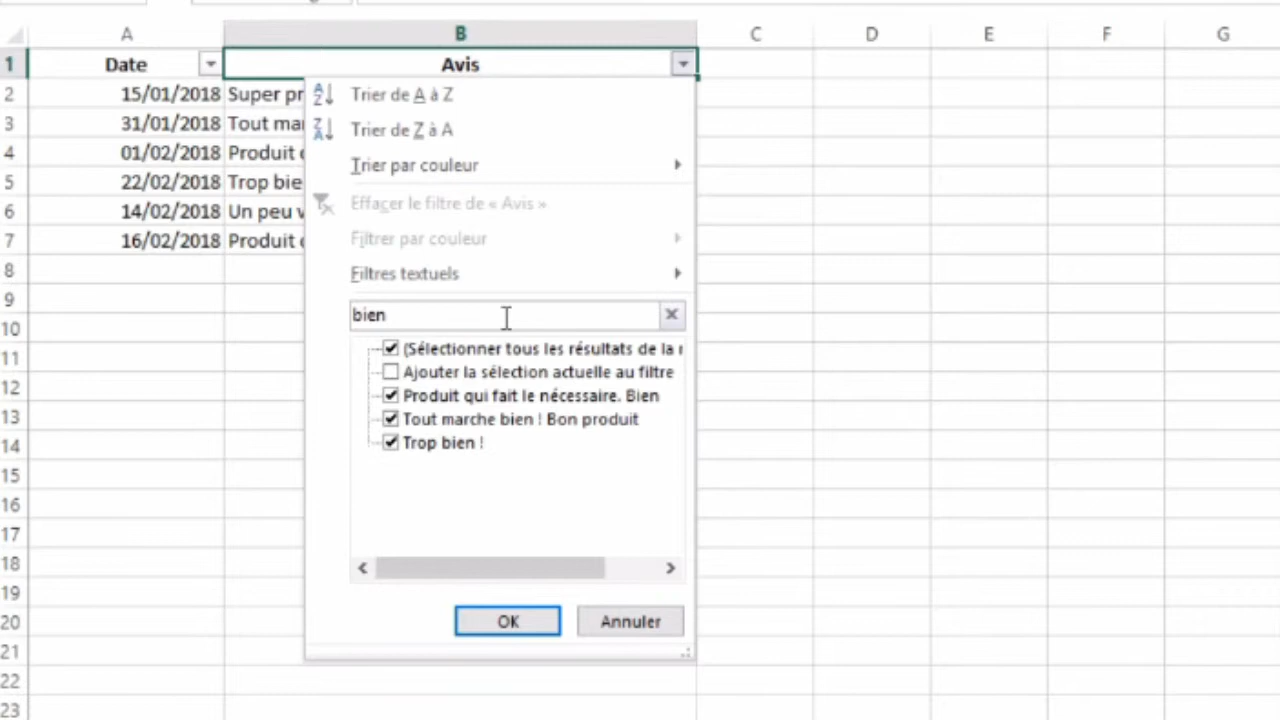 A B C D E F G
1 Date Avis
2 15/01/2018 Super pr
3 31/01/2018 Tout mar
4 01/02/2018 Produit
5 22/02/2018 Trop bie
6 14/02/2018 Un peu v
7 16/02/2018 Produit
8
9
10
11
12
13
14
15
16
17
18
19
20
21
22
23
Trier de A à Z
Trier de Z à A
Trier par couleur
Effacer le filtre de « Avis »
Filtrer par couleur
Filtres textuels
bien
(Sélectionner tous les résultats de la r
Ajouter la sélection actuelle au filtre
Produit qui fait le nécessaire. Bien
Tout marche bien ! Bon produit
Trop bien !
OK Annuler